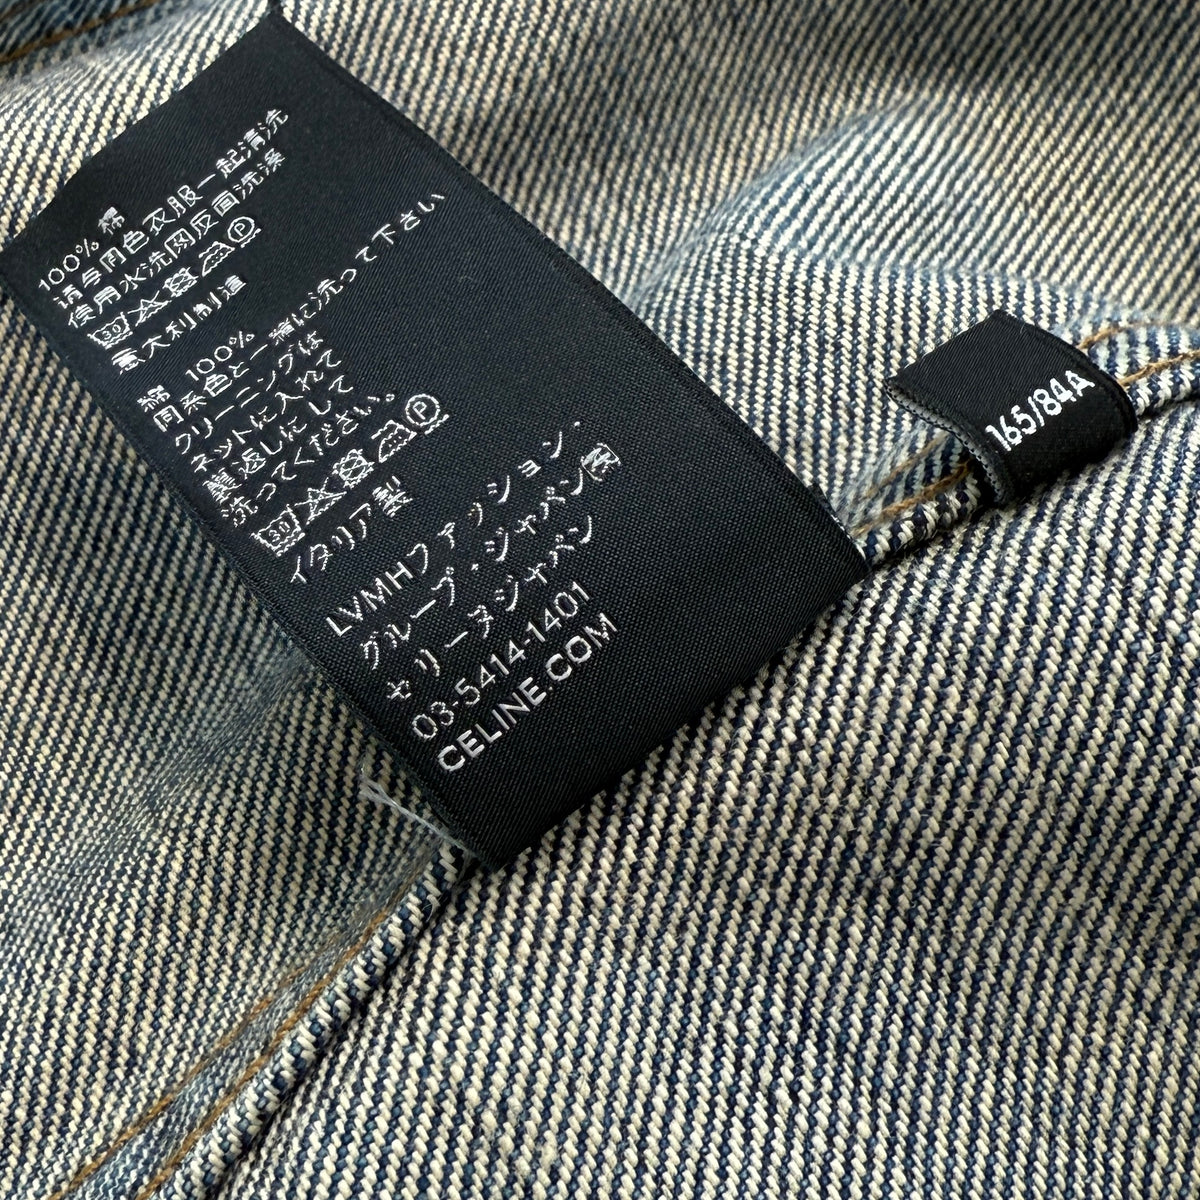 100% 棉
请与同色衣服一起清洗
使用水洗网反面洗涤
30 P
意大利制造
綿 100%
同系色と一緒に洗って下さい
クリーニングは
ネットに入れて
裏返しにして
洗ってください。
30 P
イタリア製
LVMHファッション・
グループ・ジャパン㈱
セリーヌジャパン
03-5414-1401
CELINE.COM
165/84A